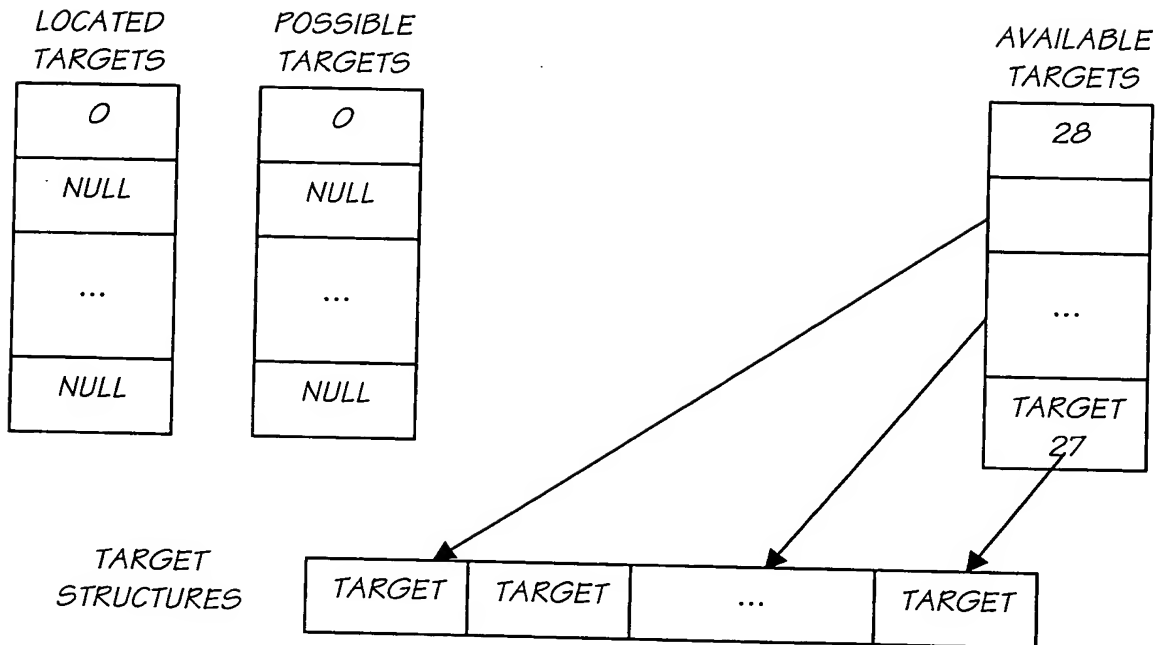 LOCATED
TARGETS
0
NULL
...
NULL
POSSIBLE
TARGETS
0
NULL
...
NULL
AVAILABLE
TARGETS
28
...
TARGET
27
TARGET
STRUCTURES
TARGET
TARGET
...
TARGET